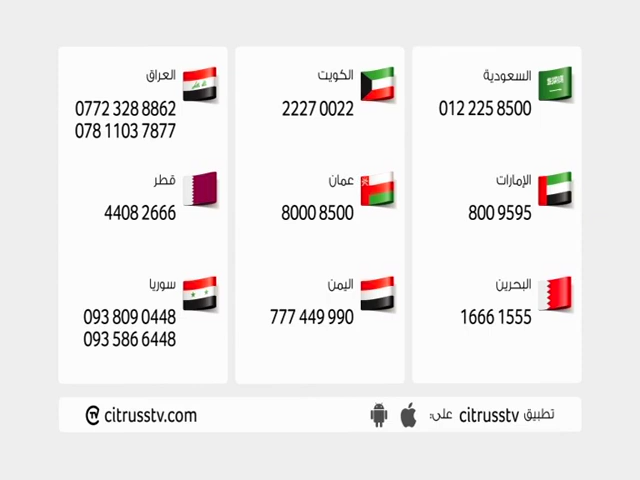 السعودية
012 225 8500
الإمارات
800 9595
البحرين
1666 1555
الكويت
2227 0022
عمان
8000 8500
اليمن
777 449 990
العراق
0772 328 8862
078 1103 7877
قطر
4408 2666
سوريا
093 809 0448
093 586 6448
تطبيق citrusstv على:
citrusstv.com